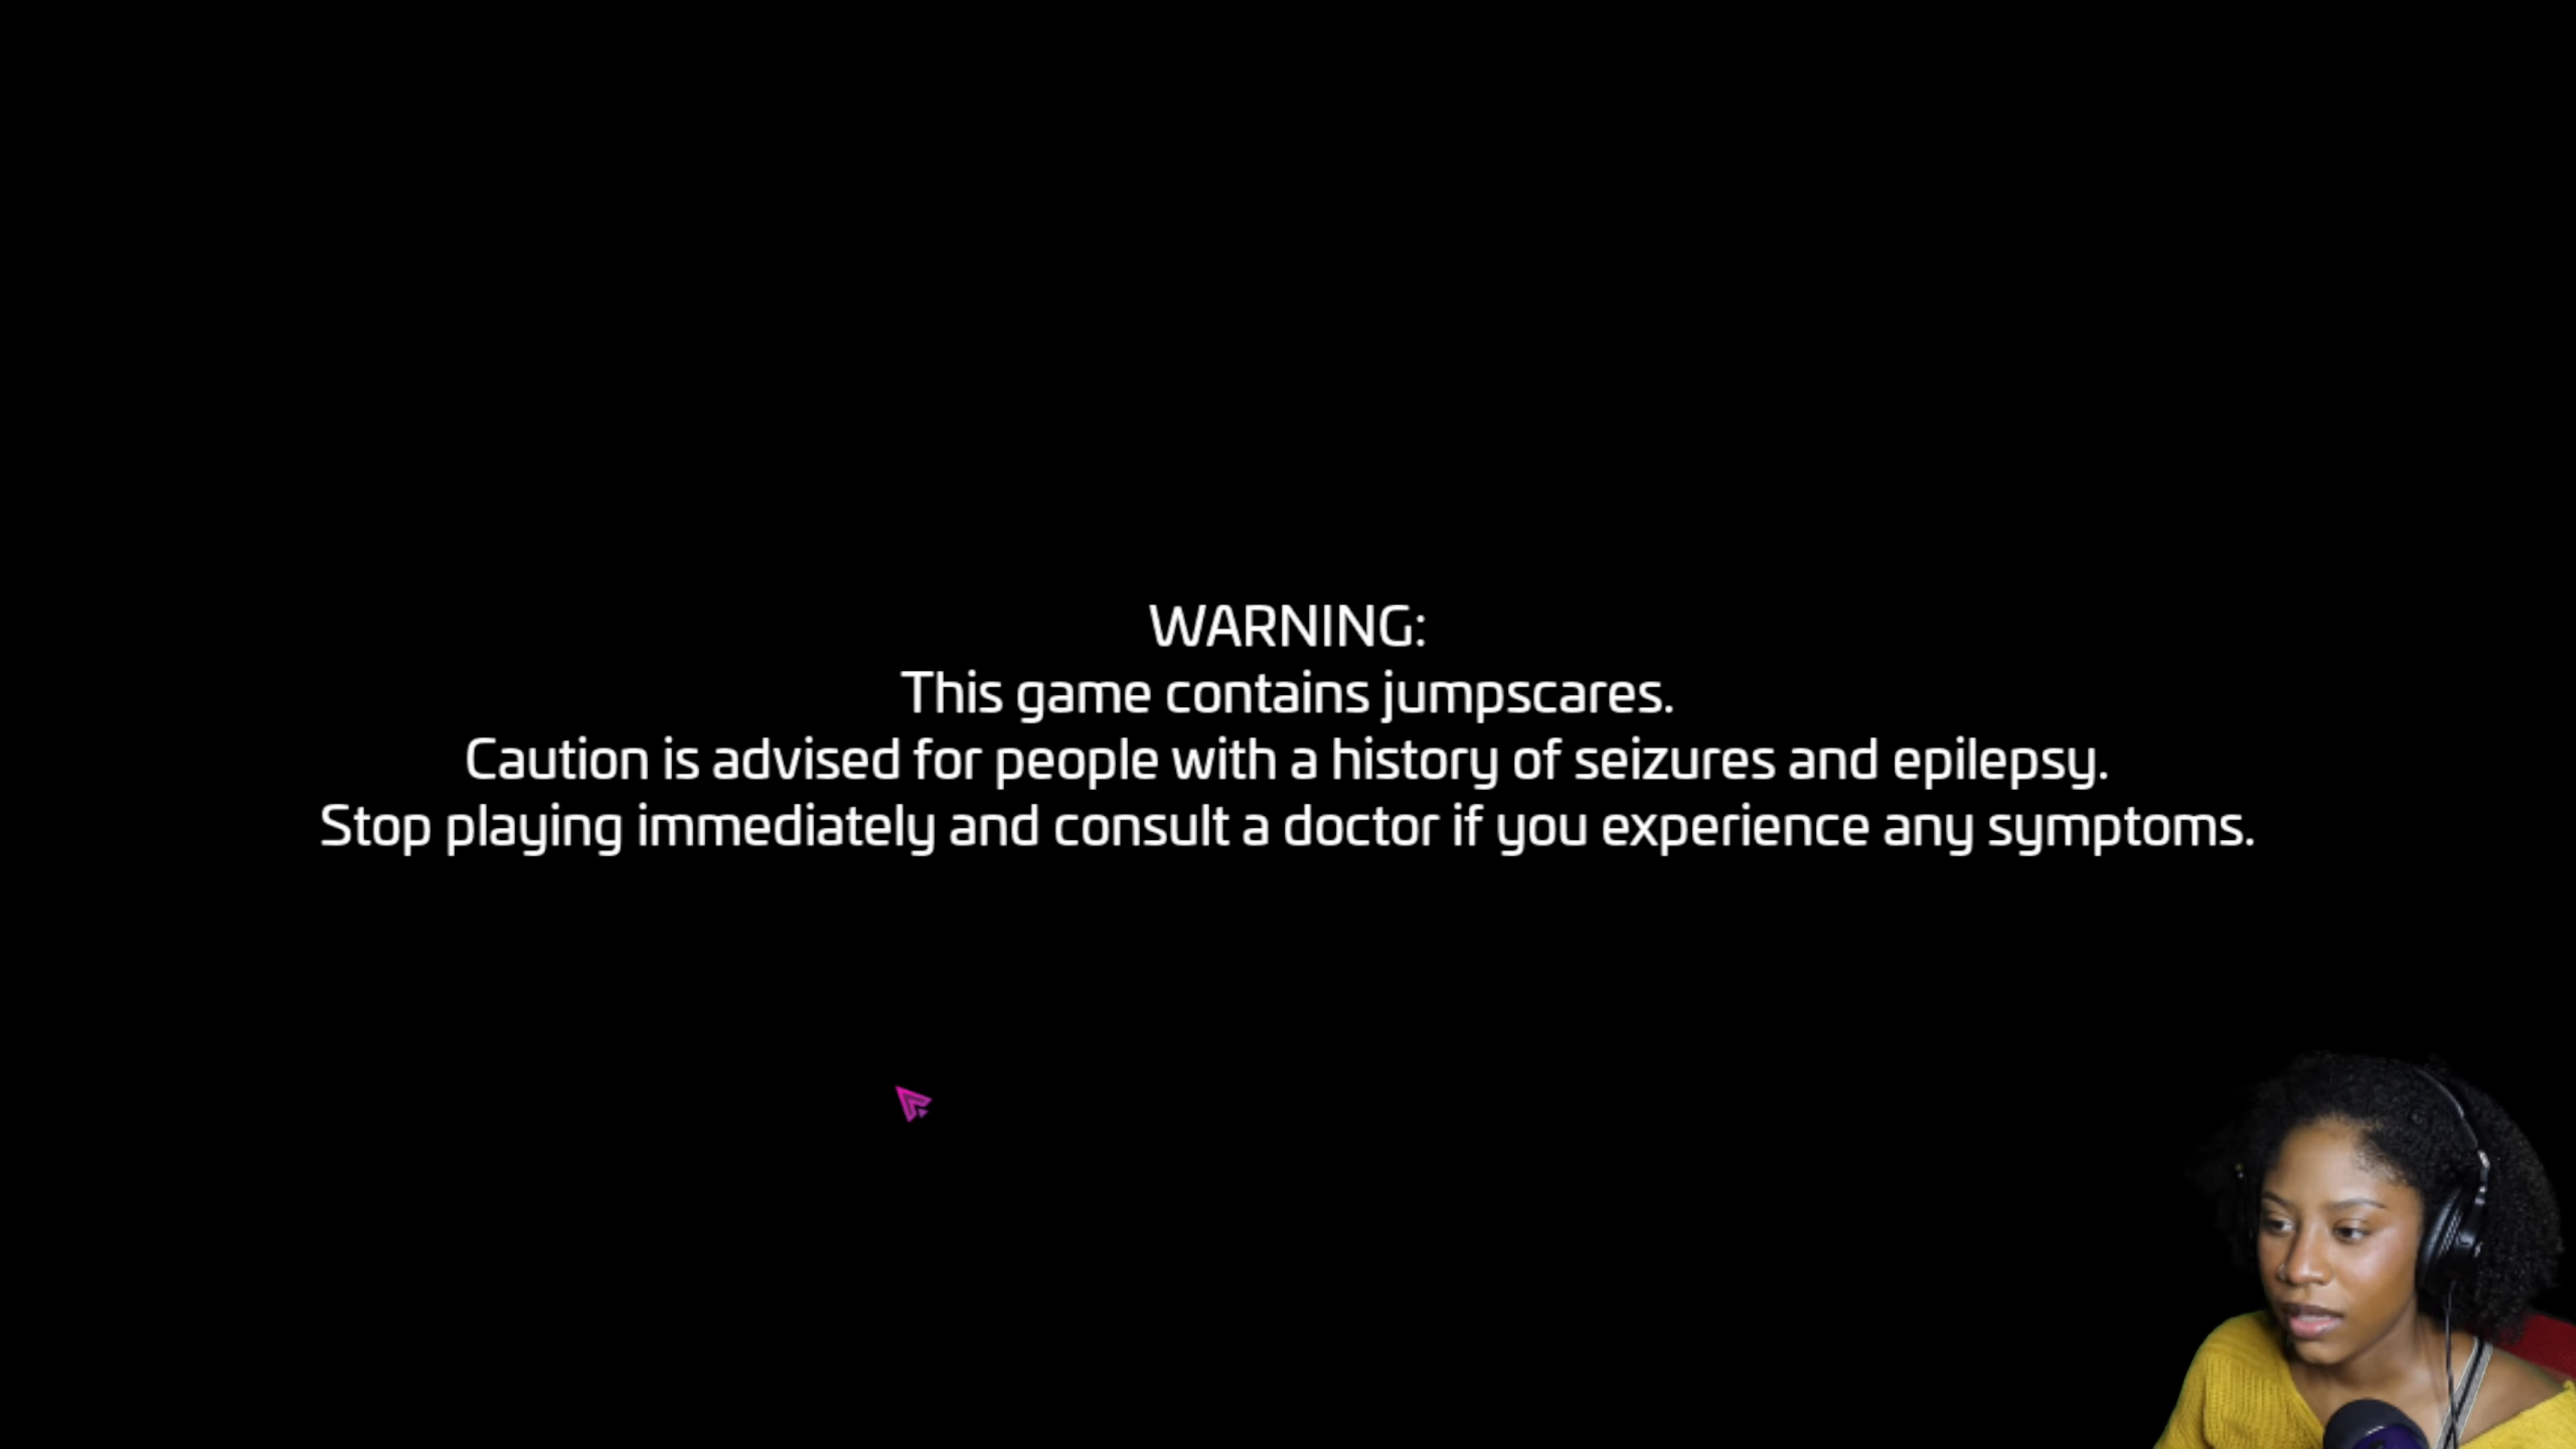 WARNING:
This game contains jumpscares.
Caution is advised for people with a history of seizures and epilepsy.
Stop playing immediately and consult a doctor if you experience any symptoms.